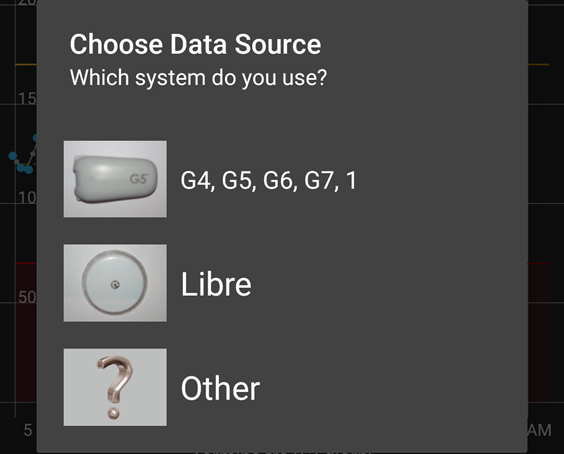 20
Choose Data Source
Which system do you use?
15
G5
G4, G5, G6, G7, 1
10
Libre
50
Other
5
AM